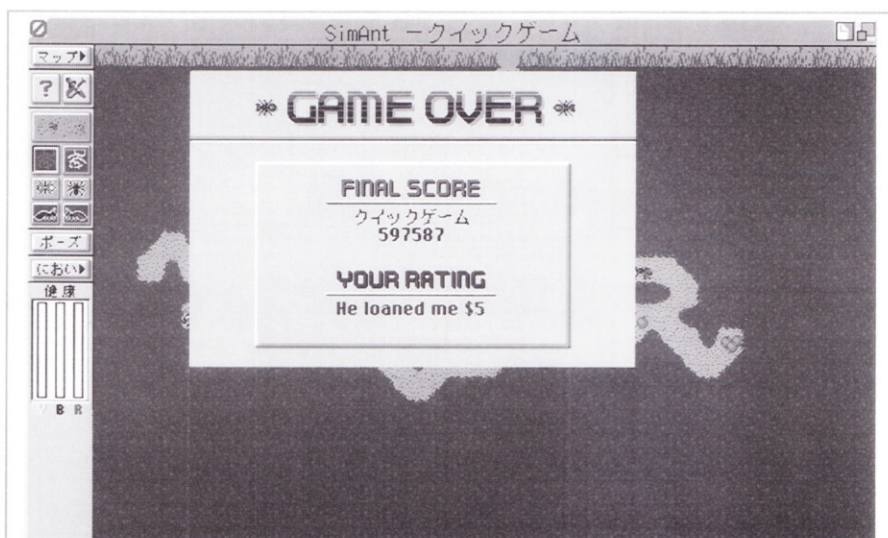 SimAnt －クイックゲーム
マップ
?
GAME OVER
FINAL SCORE
クイックゲーム
597587
YOUR RATING
He loaned me $5
ポーズ
におい
健康
Y B R